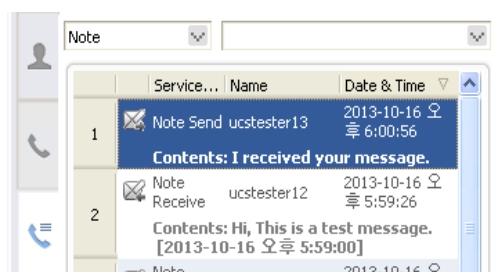 Note
Service... Name Date & Time
1 Note Send ucstester13 2013-10-16 오
후 6:00:56
Contents: I received your message.
2 Note
Receive ucstester12 2013-10-16 오
후 5:59:26
Contents: Hi, This is a test message.
[2013-10-16 오후 5:59:00]
Note 2013-10-16 오